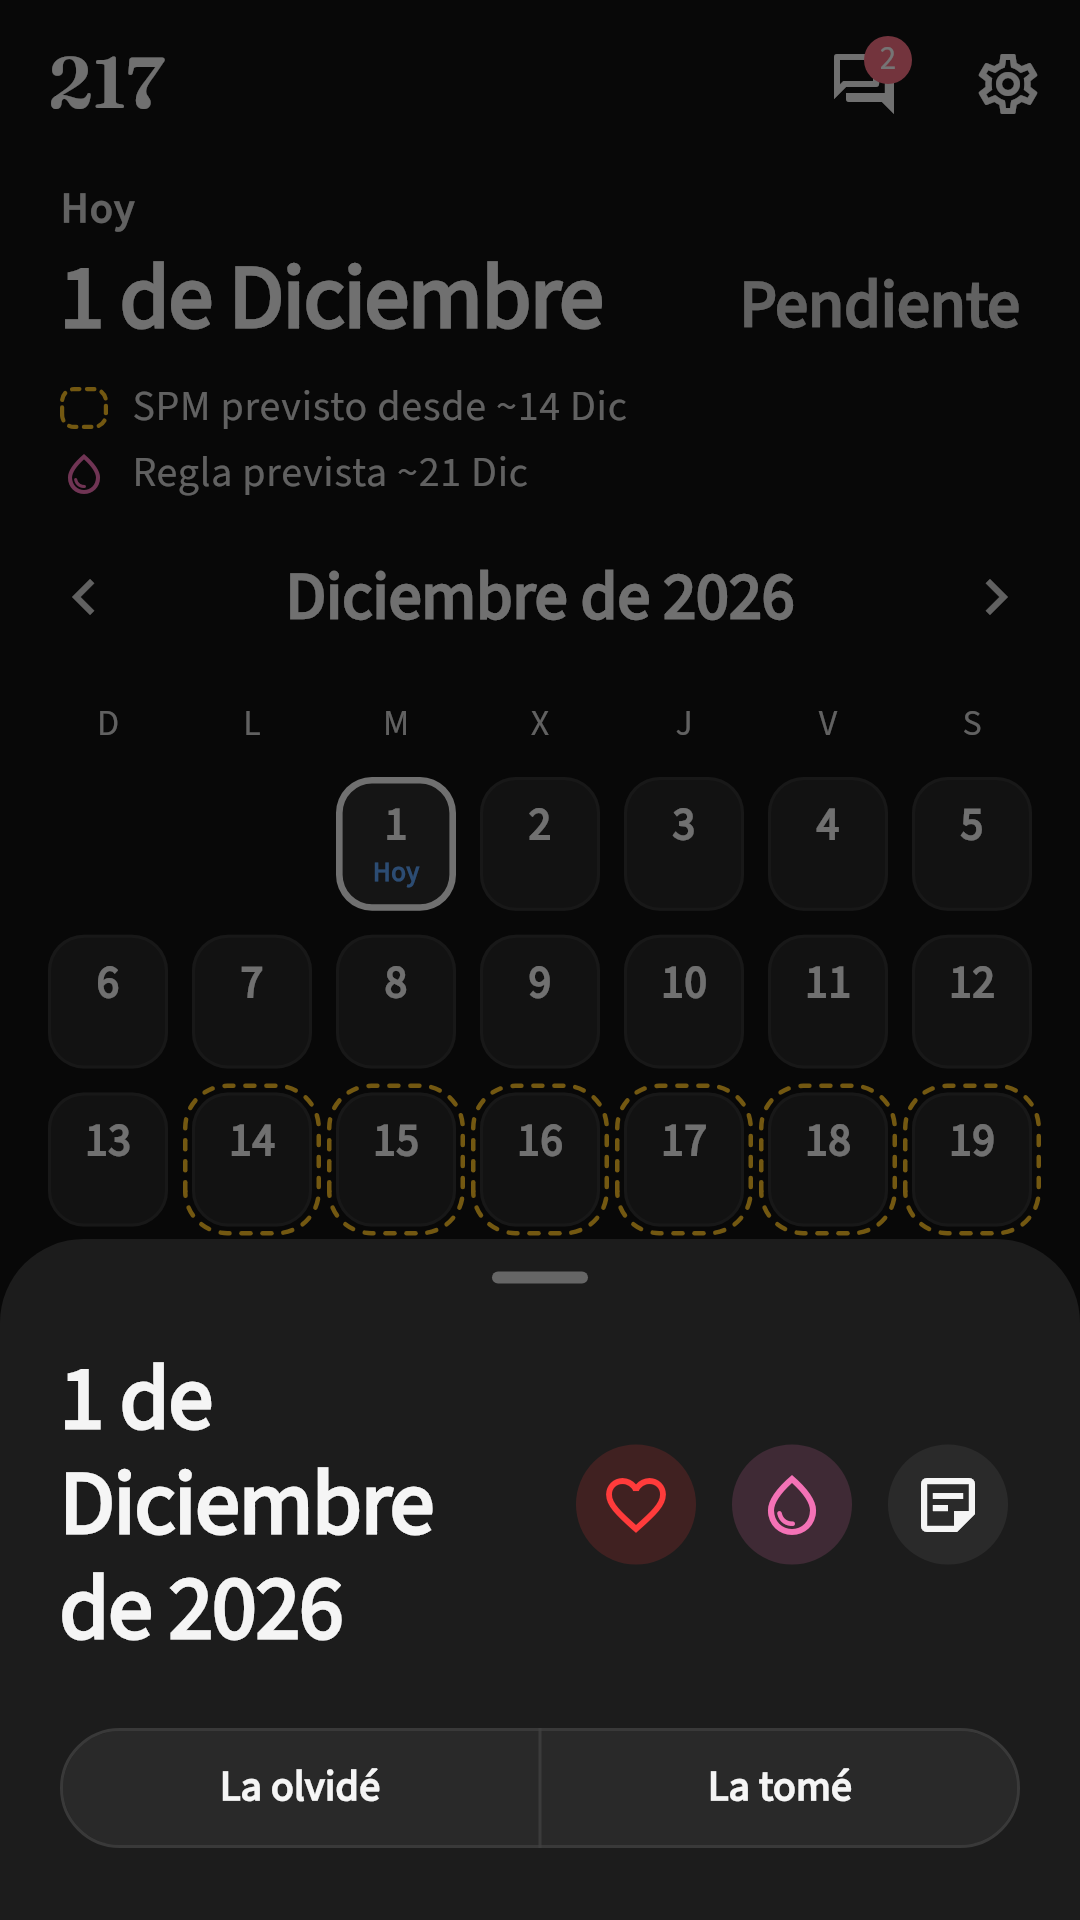 217
2
Hoy
1 de Diciembre
Pendiente
SPM previsto desde ~14 Dic
Regla prevista ~21 Dic
Diciembre de 2026
D L M X J V S
1 2 3 4 5
Hoy
6 7 8 9 10 11 12
13 14 15 16 17 18 19
1 de
Diciembre
de 2026
La olvidé
La tomé